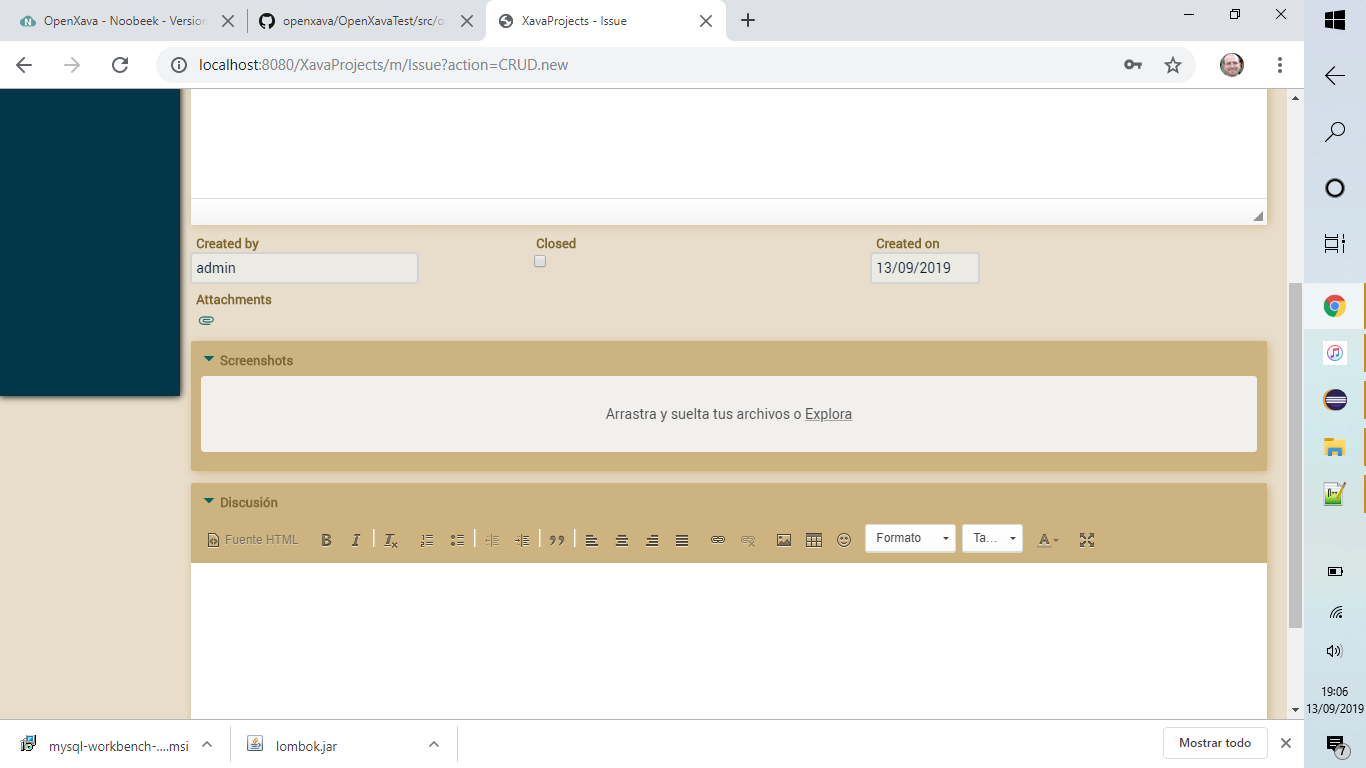 OpenXava - Noobeek - Version
openxava/OpenXavaTest/src/o
XavaProjects - Issue
localhost:8080/XavaProjects/m/Issue?action=CRUD.new
Created by
Closed
Created on
admin
13/09/2019
Attachments
Screenshots
Arrastra y suelta tus archivos o Explora
Discusión
Fuente HTML
Formato
Ta...
19:06
13/09/2019
mysql-workbench-....msi
lombok.jar
Mostrar todo
7